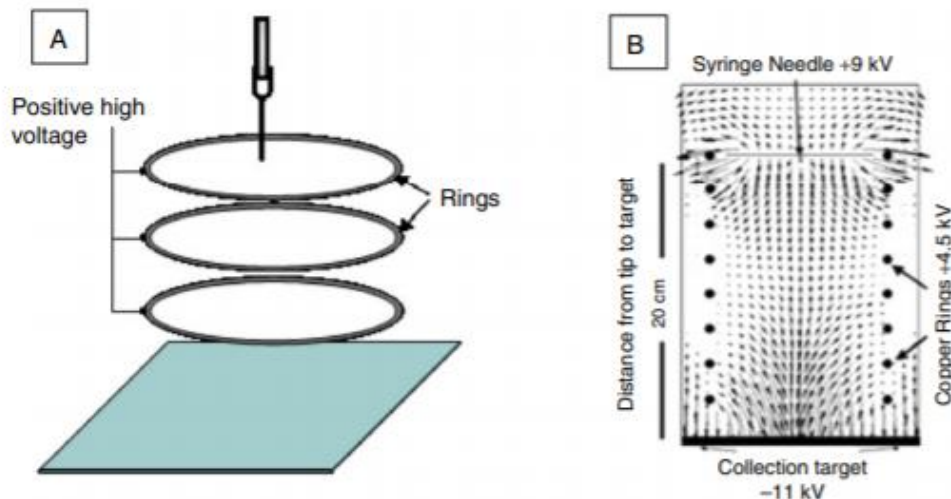 A
Positive high
voltage
Rings
B
Syringe Needle +9 kV
Distance from tip to target
20 cm
Copper Rings +4.5 kV
Collection target
–11 kV